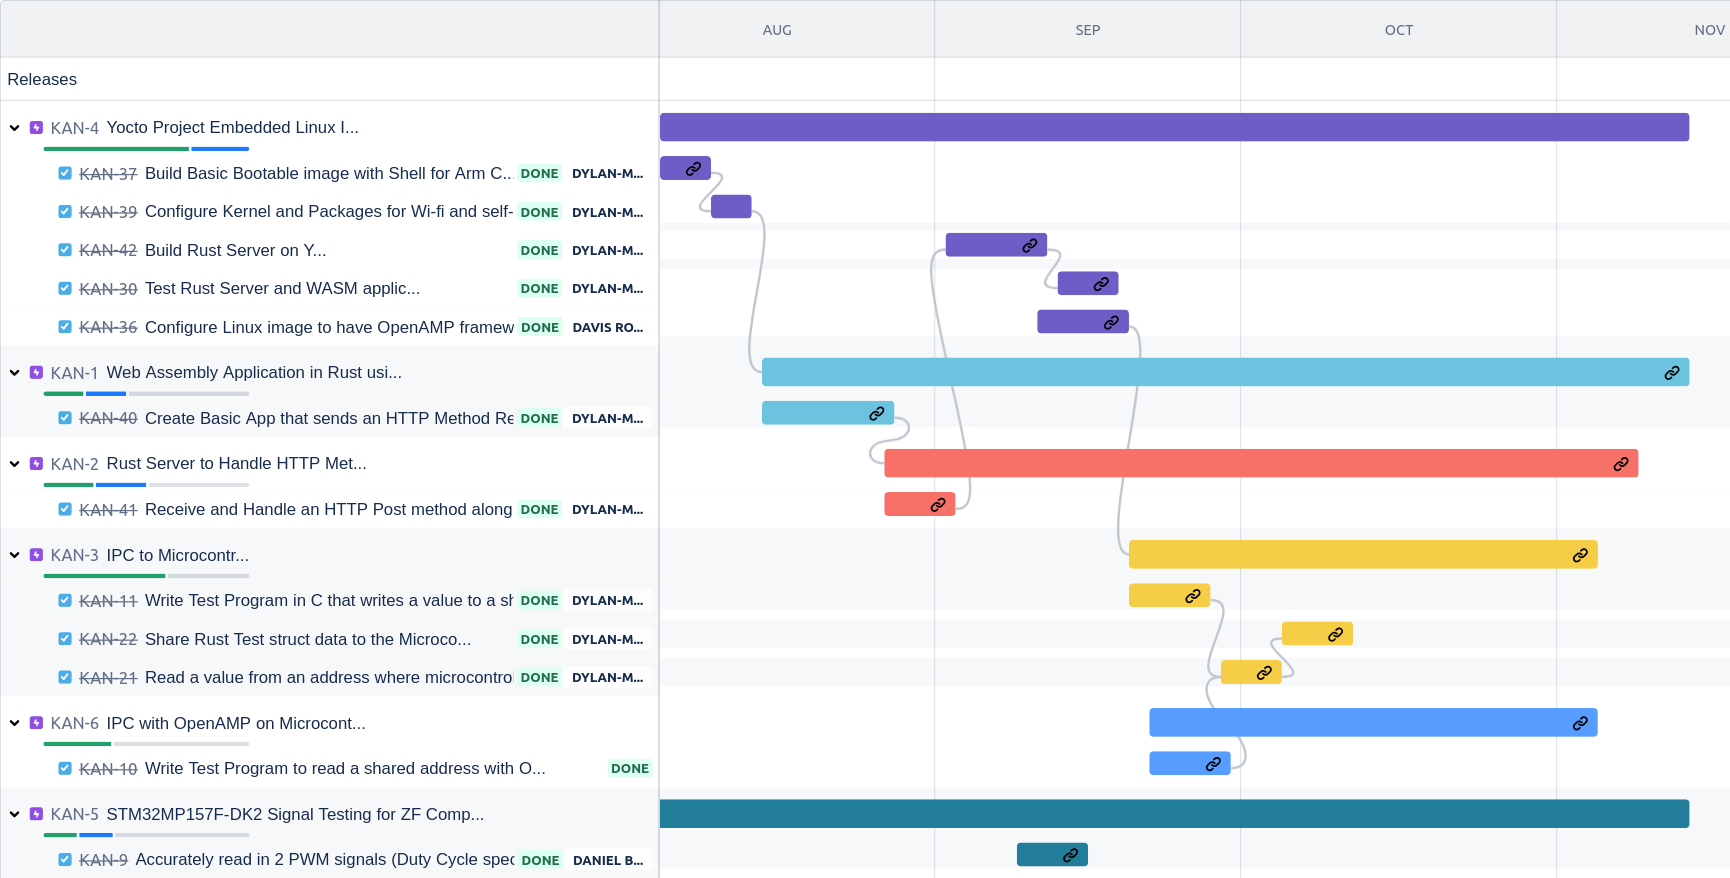 AUG SEP OCT NOV
Releases
KAN-4 Yocto Project Embedded Linux I...
KAN-37 Build Basic Bootable image with Shell for Arm C... DONE DYLAN-M...
KAN-39 Configure Kernel and Packages for Wi-fi and self- DONE DYLAN-M...
KAN-42 Build Rust Server on Y... DONE DYLAN-M...
KAN-30 Test Rust Server and WASM applic... DONE DYLAN-M...
KAN-36 Configure Linux image to have OpenAMP framew DONE DAVIS RO...
KAN-1 Web Assembly Application in Rust usi...
KAN-40 Create Basic App that sends an HTTP Method Re DONE DYLAN-M...
KAN-2 Rust Server to Handle HTTP Met...
KAN-41 Receive and Handle an HTTP Post method along DONE DYLAN-M...
KAN-3 IPC to Microcontr...
KAN-11 Write Test Program in C that writes a value to a sh DONE DYLAN-M...
KAN-22 Share Rust Test struct data to the Microco... DONE DYLAN-M...
KAN-21 Read a value from an address where microcontro DONE DYLAN-M...
KAN-6 IPC with OpenAMP on Microcont...
KAN-10 Write Test Program to read a shared address with O... DONE
KAN-5 STM32MP157F-DK2 Signal Testing for ZF Comp...
KAN-9 Accurately read in 2 PWM signals (Duty Cycle spec DONE DANIEL B...